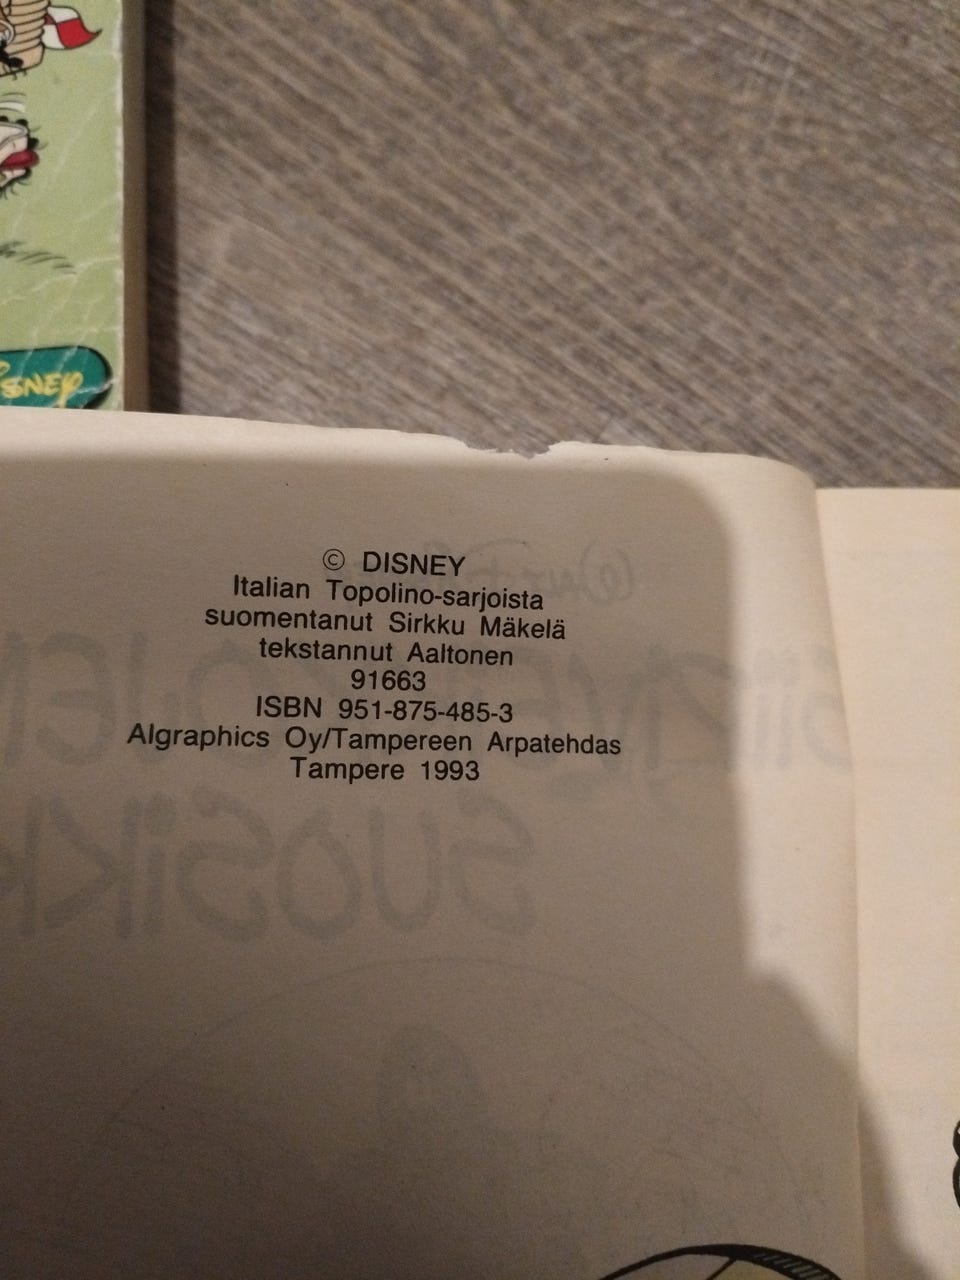 SNEY
© DISNEY
Italian Topolino-sarjoista
suomentanut Sirkku Mäkelä
tekstannut Aaltonen
91663
ISBN 951-875-485-3
Algraphics Oy/Tampereen Arpatehdas
Tampere 1993